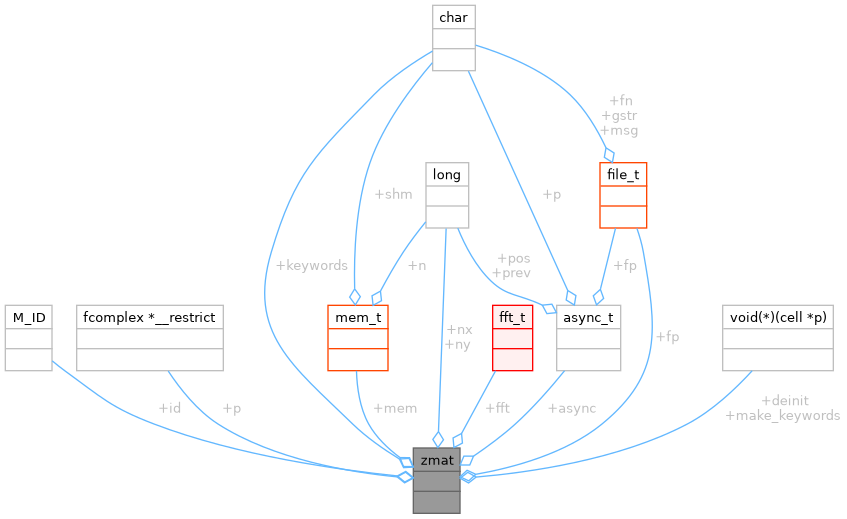 char
+fn
+gstr
+msg
long
file_t
+shm
+p
+keywords
+n
+pos
+prev
+fp
M_ID
fcomplex *__restrict
mem_t
fft_t
async_t
void(*)(cell *p)
+nx
+ny
+fp
+id
+p
+mem
+fft
+async
+deinit
+make_keywords
zmat